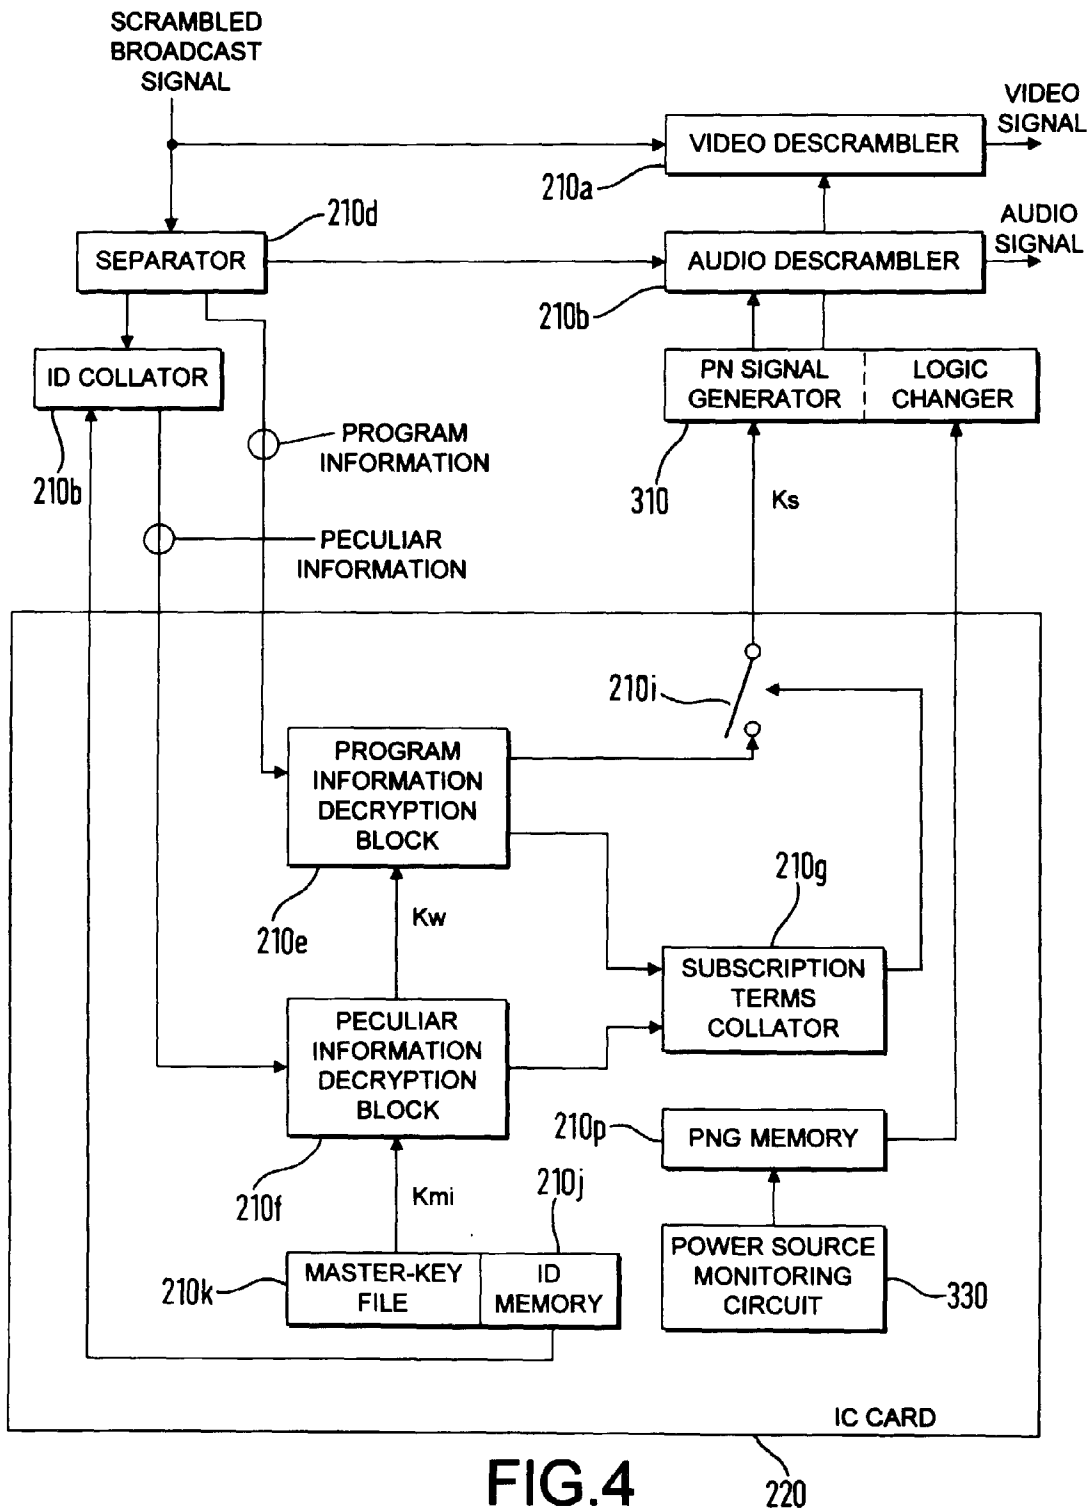 SCRAMBLED
BROADCAST
SIGNAL
VIDEO
SIGNAL
VIDEO DESCRAMBLER
210a
210d
AUDIO
SIGNAL
SEPARATOR
AUDIO DESCRAMBLER
210b
ID COLLATOR
210b
PN SIGNAL
GENERATOR
LOGIC
CHANGER
310
PROGRAM
INFORMATION
Ks
PECULIAR
INFORMATION
210i
PROGRAM
INFORMATION
DECRYPTION
BLOCK
210e
Kw
210g
SUBSCRIPTION
TERMS
COLLATOR
PECULIAR
INFORMATION
DECRYPTION
BLOCK
210f
Kmi
210j
210p
PNG MEMORY
MASTER-KEY
FILE
ID
MEMORY
210k
POWER SOURCE
MONITORING
CIRCUIT
330
IC CARD
220
FIG.4